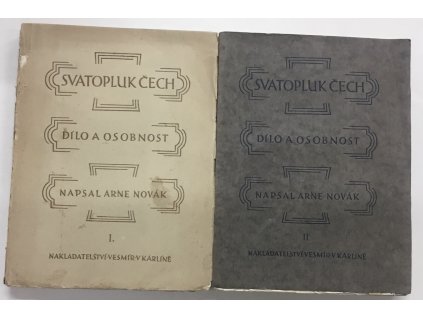 SVATOPLUK ČECH
DÍLO A OSOBNOST
NAPSAL ARNE NOVÁK
I.
NAKLADATELSTVÍ VESMÍR V KARLÍNĚ
SVATOPLUK ČECH
DÍLO A OSOBNOST
NAPSAL ARNE NOVÁK
II
NAKLADATELSTVÍ VESMÍR V KARLÍNĚ